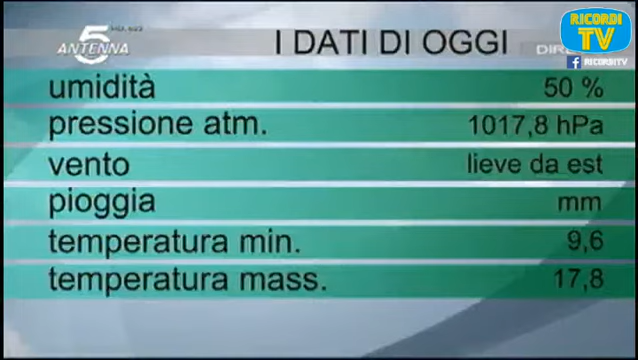 5
ANTENNA
I DATI DI OGGI
RICORDI
TV
RICORDITV
umidità 50 %
pressione atm. 1017,8 hPa
vento lieve da est
pioggia mm
temperatura min. 9,6
temperatura mass. 17,8